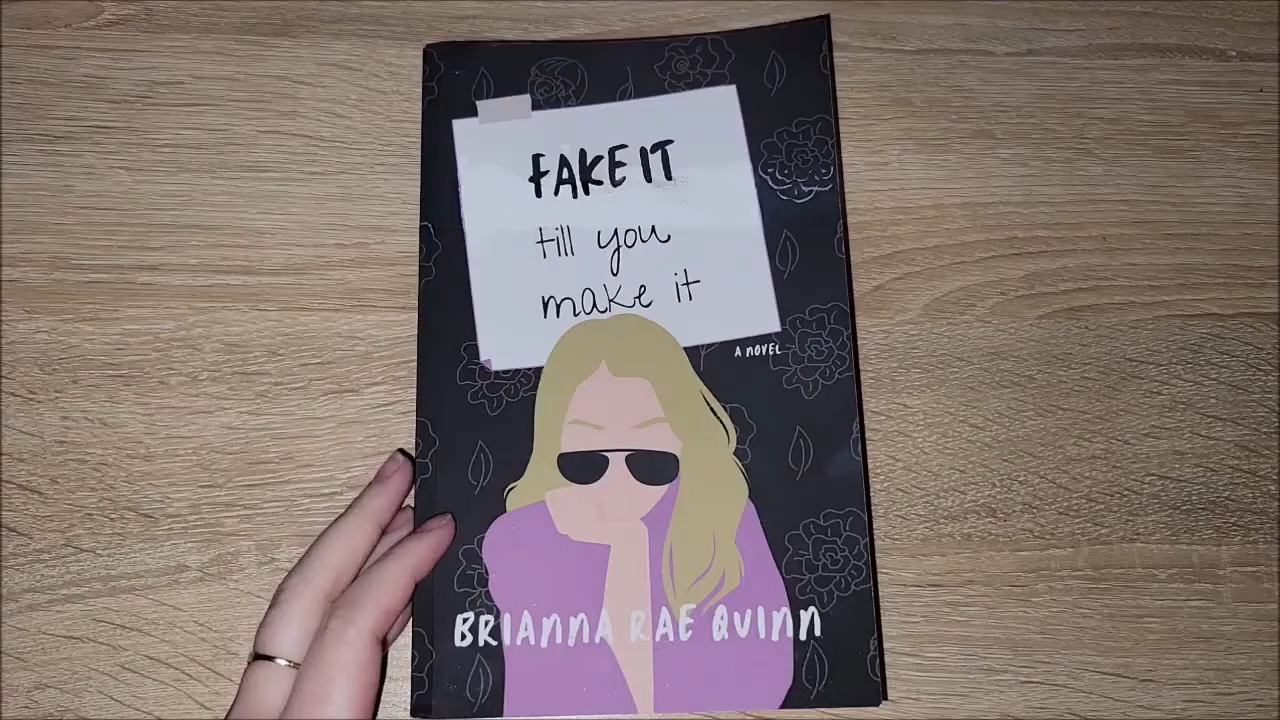 FAKE IT
till you
make it
A NOVEL
BRIANNA RAE QUINN